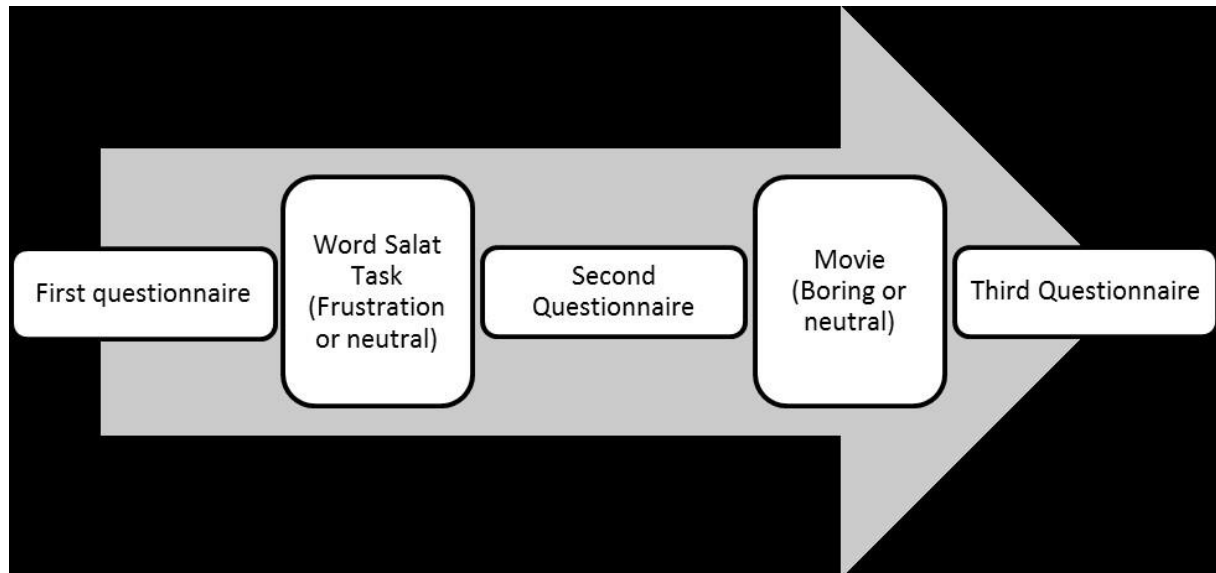 First questionnaire
Word Salat
Task
(Frustration
or neutral)
Second
Questionnaire
Movie
(Boring or
neutral)
Third Questionnaire